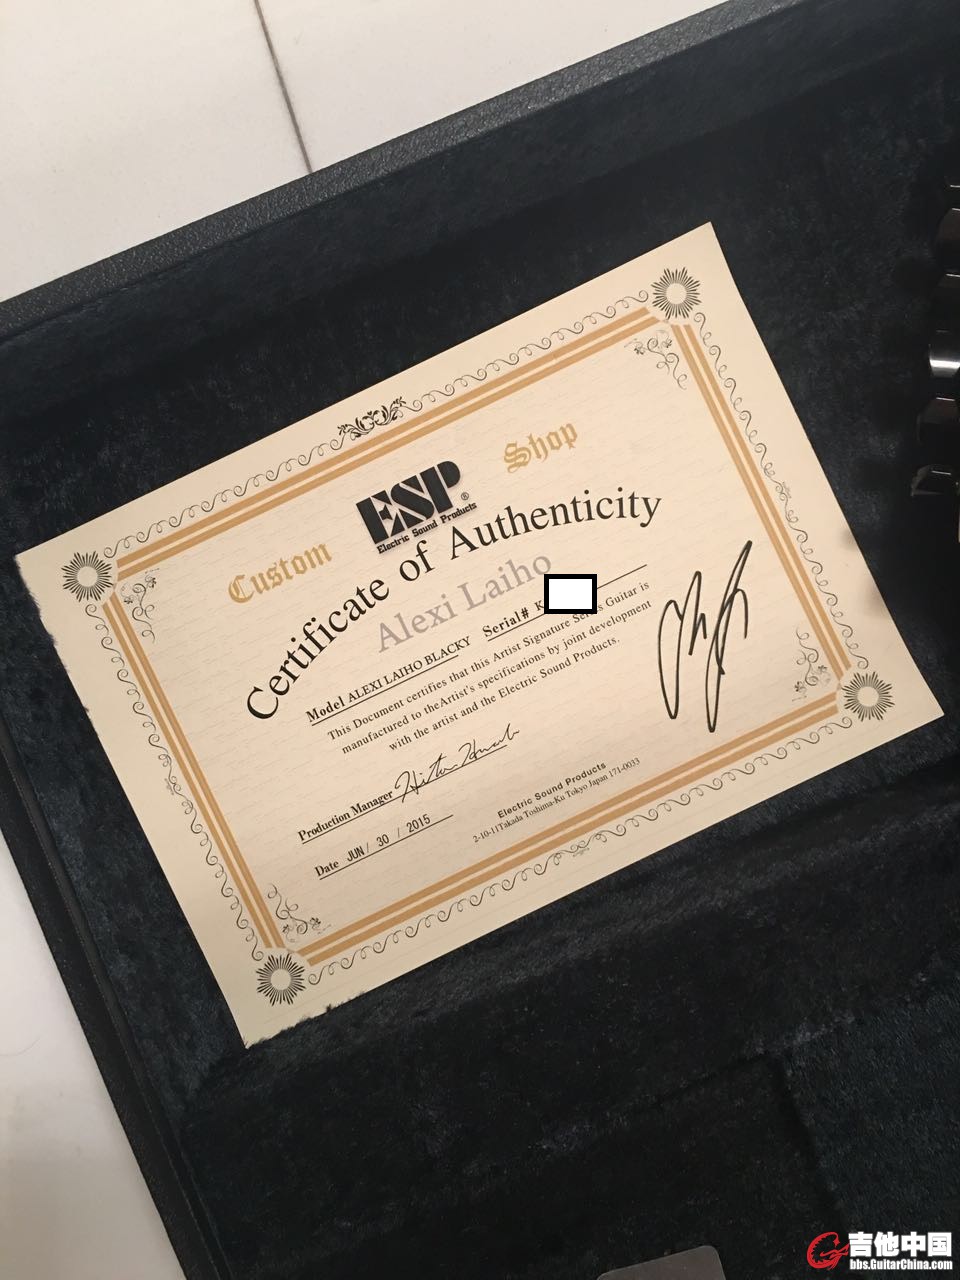 Custom ESP® Shop
Electric Sound Products
Certificate of Authenticity
Alexi Laiho
Model ALEXI LAIHO BLACKY Serial# K
This Document certifies that this Artist Signature Series Guitar is
manufactured to theArtist's specifications by joint development
with the artist and the Electric Sound Products.
Production Manager
Date JUN / 30 / 2015
Electric Sound Products
2-10-11Takada Toshima-Ku Tokyo Japan 171-0033
吉他中国
bbs.GuitarChina.com